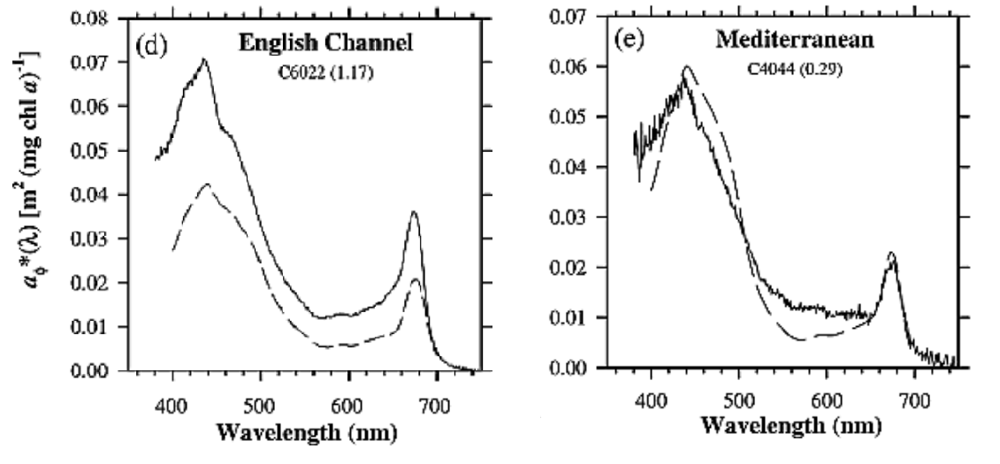 (d) English Channel
C6022 (1.17)
0.08
0.07
0.06
0.05
0.04
0.03
0.02
0.01
0.00
aϕ*(λ) [m² (mg chl a)⁻¹]
400 500 600 700
Wavelength (nm)
(e) Mediterranean
C4044 (0.29)
0.07
0.06
0.05
0.04
0.03
0.02
0.01
0.00
400 500 600 700
Wavelength (nm)